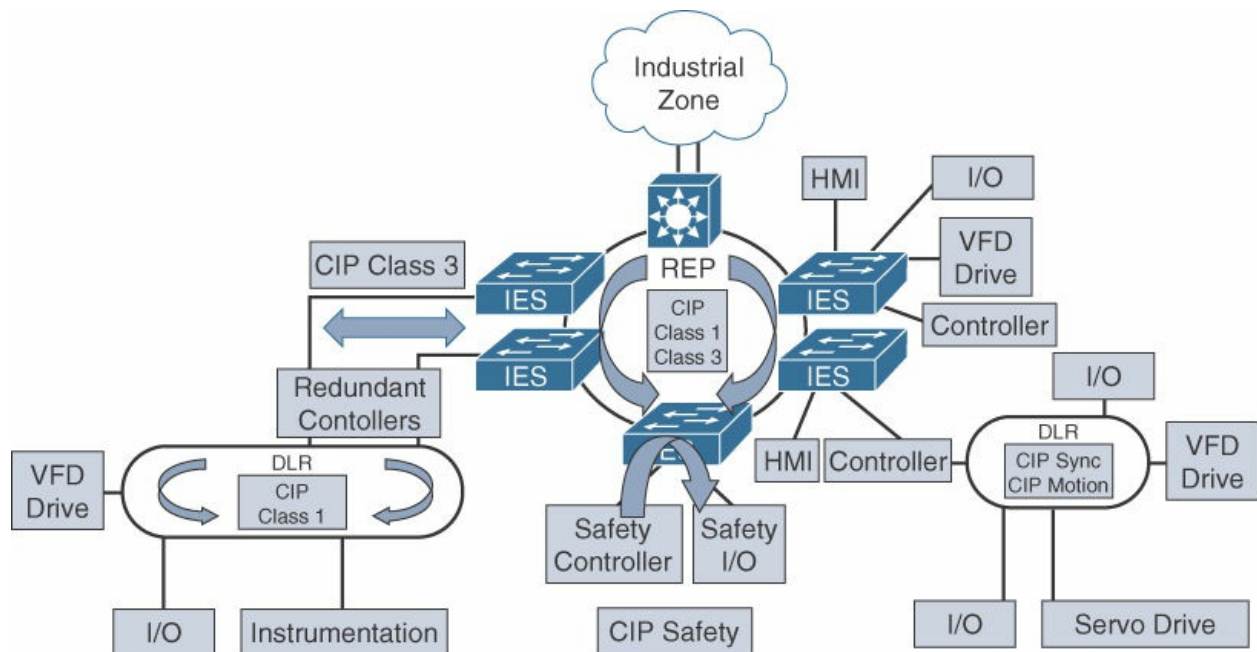 Industrial
Zone
HMI
I/O
CIP Class 3
REP
VFD
Drive
IES
IES
CIP
Class 1
Class 3
Controller
IES
IES
Redundant
Contollers
I/O
IE
DLR
HMI
Controller
DLR
CIP Sync
CIP Motion
VFD
Drive
VFD
Drive
CIP
Class 1
Safety
Controller
Safety
I/O
I/O
Instrumentation
CIP Safety
I/O
Servo Drive